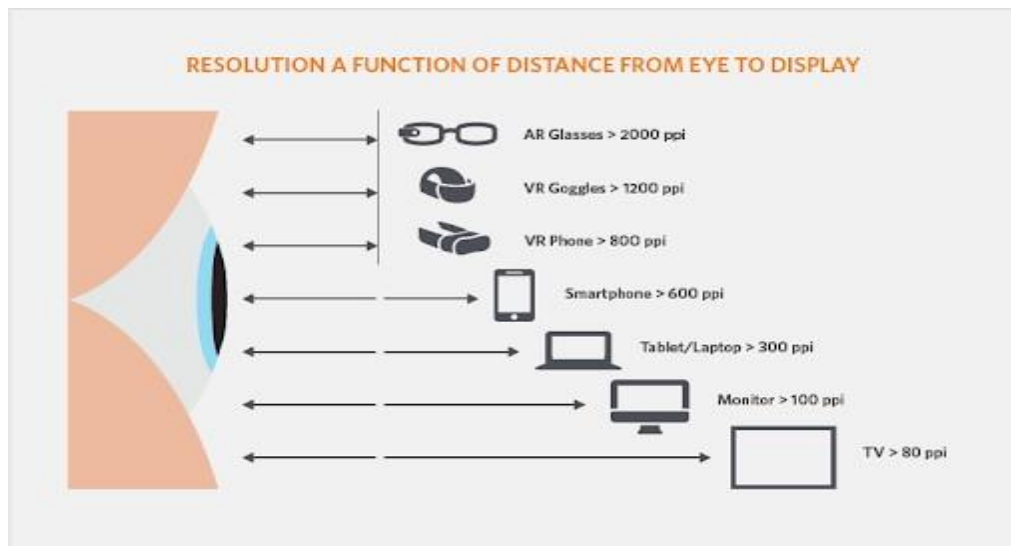 RESOLUTION A FUNCTION OF DISTANCE FROM EYE TO DISPLAY
AR Glasses > 2000 ppi
VR Goggles > 1200 ppi
VR Phone > 800 ppi
Smartphone > 600 ppi
Tablet/Laptop > 300 ppi
Monitor > 100 ppi
TV > 80 ppi